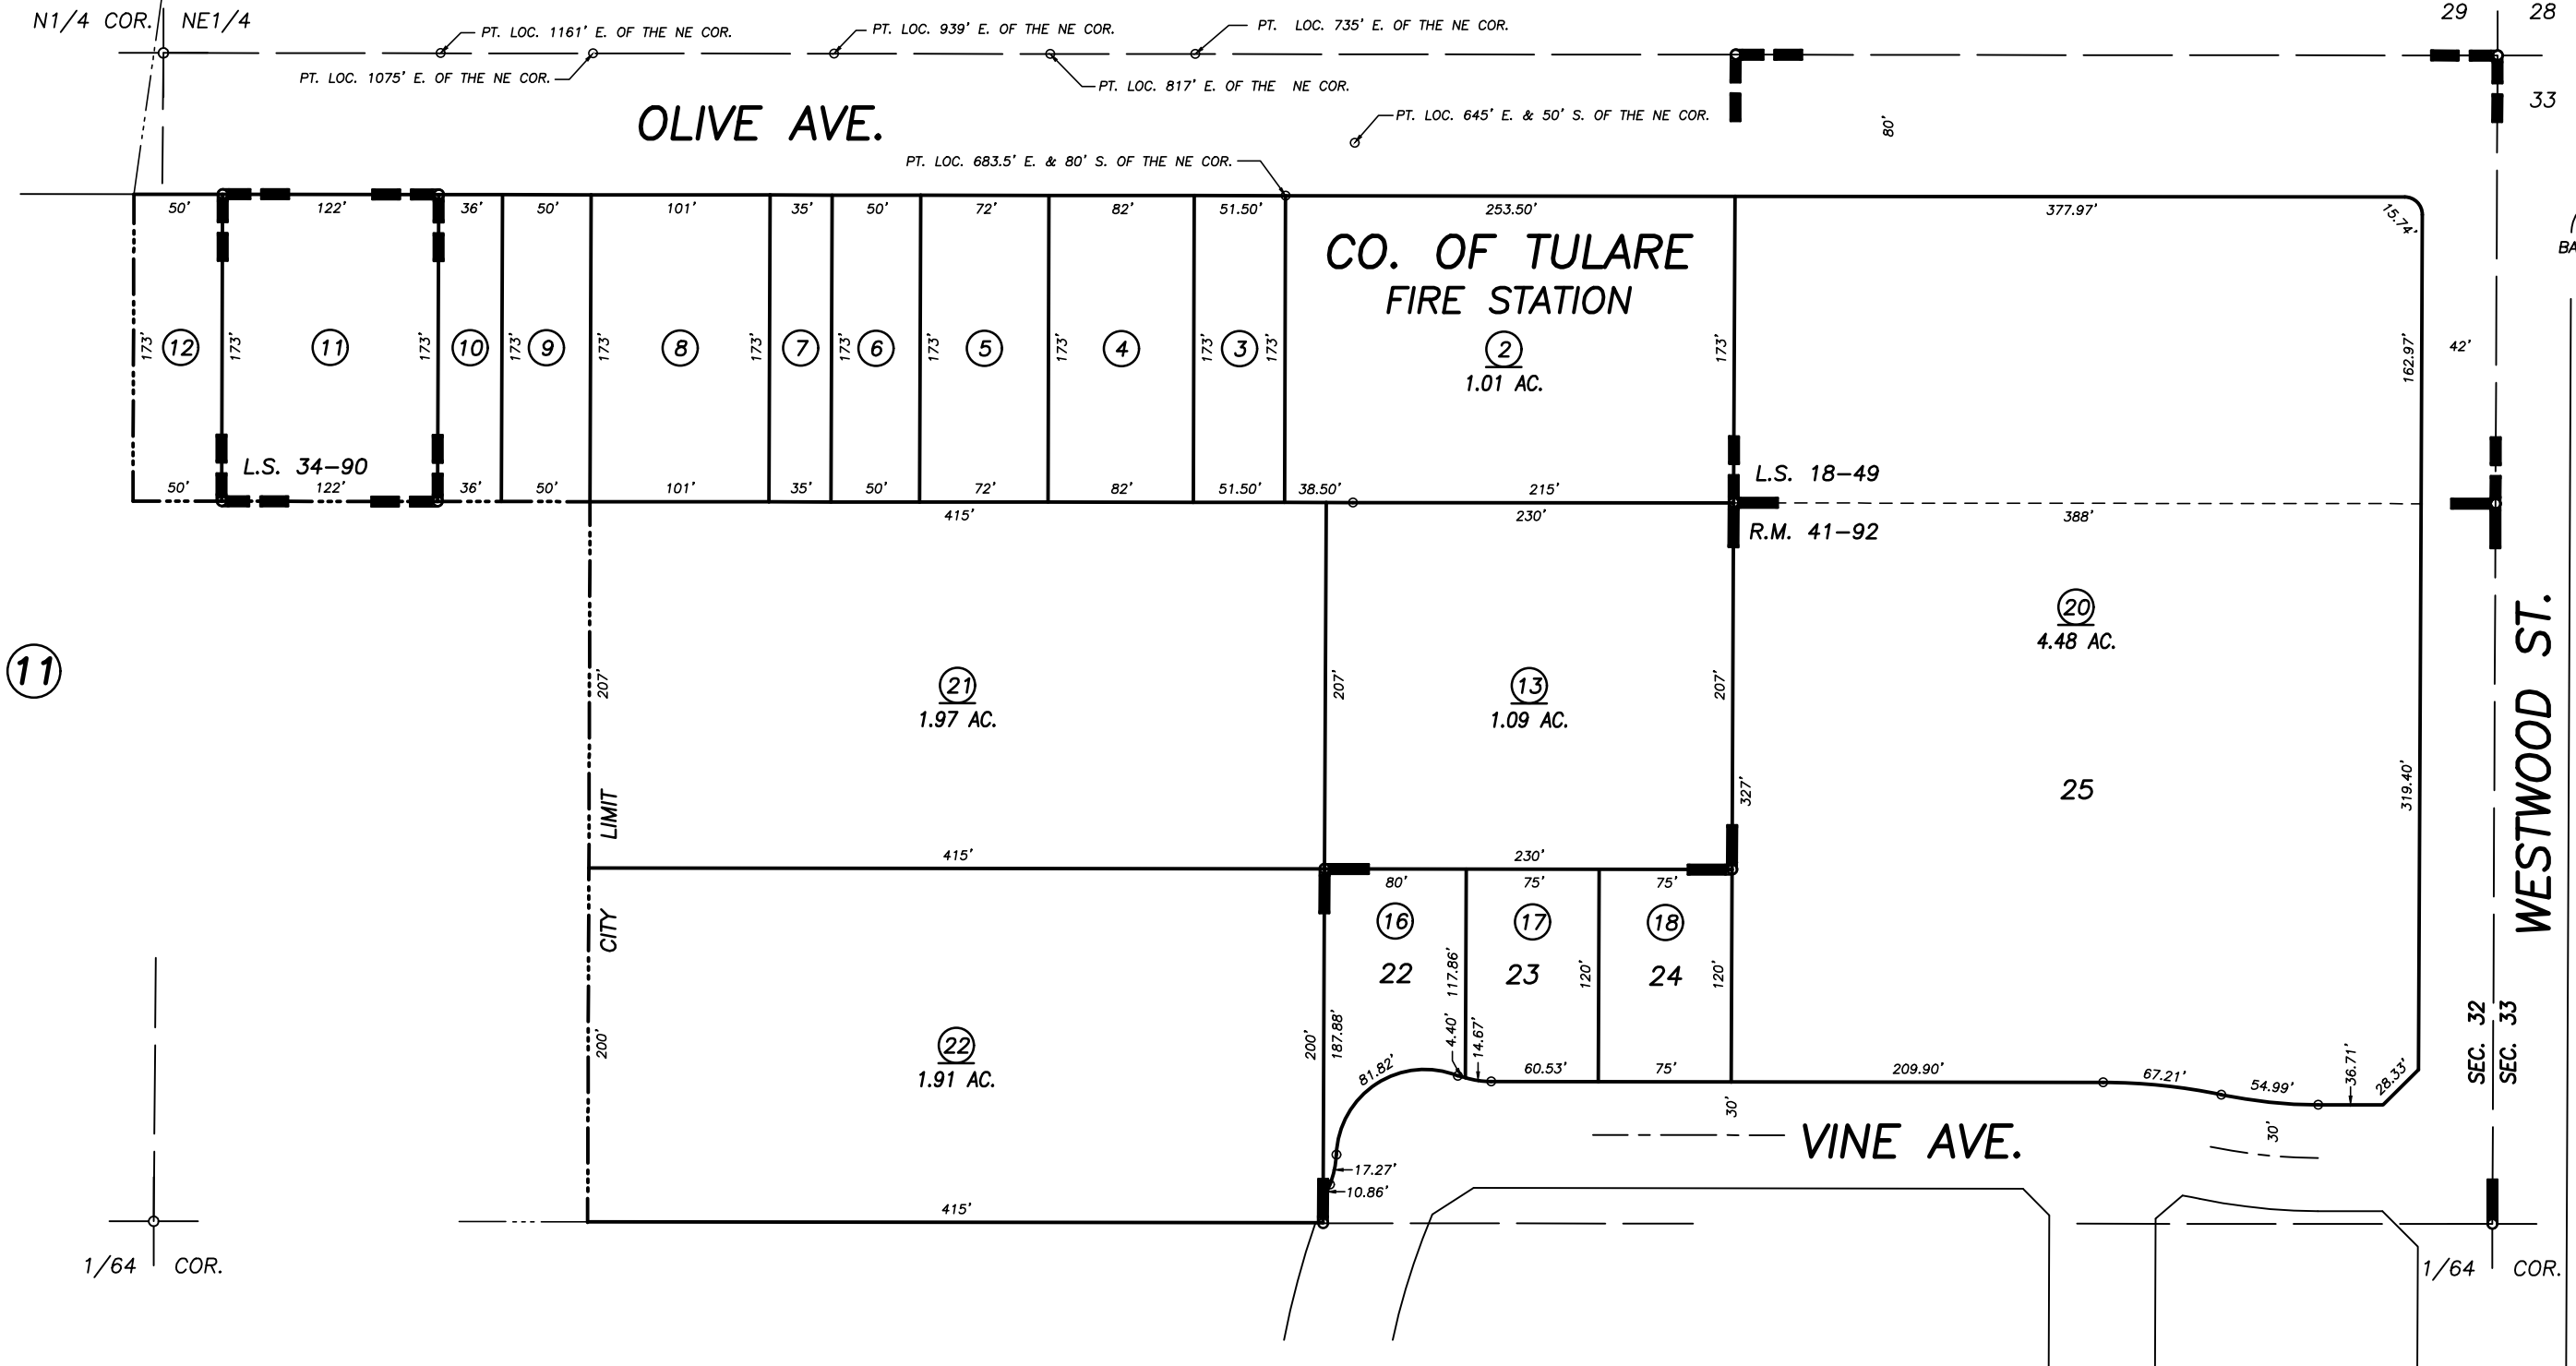 N1/4 COR. NE1/4
PT. LOC. 1161' E. OF THE NE COR.
PT. LOC. 939' E. OF THE NE COR.
PT. LOC. 735' E. OF THE NE COR.
29 28
PT. LOC. 1075' E. OF THE NE COR.
PT. LOC. 817' E. OF THE NE COR.
33
OLIVE AVE.
PT. LOC. 645' E. & 50' S. OF THE NE COR.
80'
PT. LOC. 683.5' E. & 80' S. OF THE NE COR.
50' 122' 36' 50' 101' 35' 50' 72' 82' 51.50' 253.50' 377.97' 15.74'
BA
CO. OF TULARE
FIRE STATION
173' 12 173' 11 173' 10 173' 9 173' 8 173' 7 173' 6 173' 5 173' 4 173' 3 173' 2 173' 162.97' 42'
1.01 AC.
L.S. 34-90
L.S. 18-49
50' 122' 36' 50' 101' 35' 50' 72' 82' 51.50' 38.50' 215'
415' 230' 388'
R.M. 41-92
20
4.48 AC.
11
207' 21 207' 13 207'
1.97 AC. 1.09 AC.
WESTWOOD ST.
CITY LIMIT
327' 25 319.40'
415' 230'
80' 75' 75'
16 17 18
22 117.86' 23 120' 24 120'
200' 22 200' 187.88' 4.40' 14.67'
1.91 AC.
SEC. 32
SEC. 33
81.82' 60.53' 75' 209.90' 67.21' 54.99' 36.71' 28.33'
30' 30'
VINE AVE.
17.27'
10.86'
415'
1/64 COR.
1/64 COR.